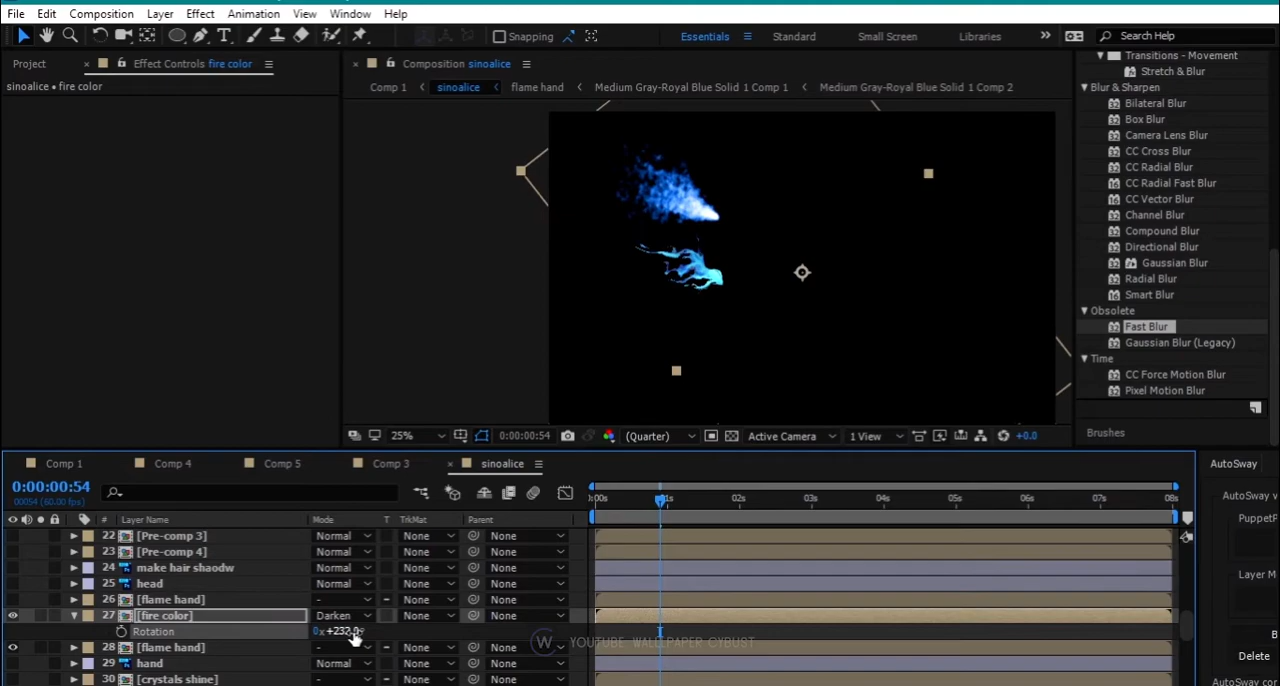 File Edit Composition Layer Effect Animation View Window Help
Snapping Essentials Standard Small Screen Libraries Search Help
Project Effect Controls fire color
sinoalice • fire color
Composition sinoalice
Comp 1 sinoalice flame hand Medium Gray-Royal Blue Solid 1 Comp 1 Medium Gray-Royal Blue Solid 1 Comp 2
Transitions - Movement
Stretch & Blur
Blur & Sharpen
Bilateral Blur
Box Blur
Camera Lens Blur
CC Cross Blur
CC Radial Blur
CC Radial Fast Blur
CC Vector Blur
Channel Blur
Compound Blur
Directional Blur
Gaussian Blur
Radial Blur
Smart Blur
Obsolete
Fast Blur
Gaussian Blur (Legacy)
Time
CC Force Motion Blur
Pixel Motion Blur
Brushes
25% 0:00:00:54 (Quarter) Active Camera 1 View +0.0
Comp 1 Comp 4 Comp 5 Comp 3 sinoalice
0:00:00:54
00054 (60.00 fps)
:00s 1s 02s 03s 04s 05s 06s 07s 08s
# Layer Name Mode T TrkMat Parent
22 [Pre-comp 3] Normal None None
23 [Pre-comp 4] Normal None None
24 make hair shaodw Normal None None
25 head Normal None None
26 [flame hand] - None None
27 [fire color] Darken None None
Rotation 0x +232.0°
28 [flame hand] - None None
29 hand Normal None None
30 [crystals shine] - None None
W YOUTUBE WALLPAPER CYBUST
AutoSway
AutoSway v
PuppetP
Layer M
B
Delete
AutoSway cor